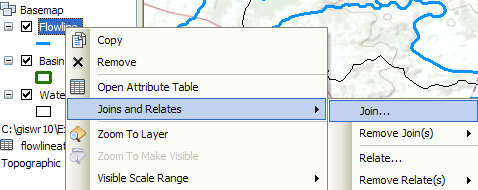 Basemap
Flowline
Copy
Remove
Basin
Open Attribute Table
Water
Joins and Relates
Join...
C:\giswr10\E
Zoom To Layer
Remove Join(s)
flowlineat
Zoom To Make Visible
Relate...
Topographic
Visible Scale Range
Remove Relate(s)